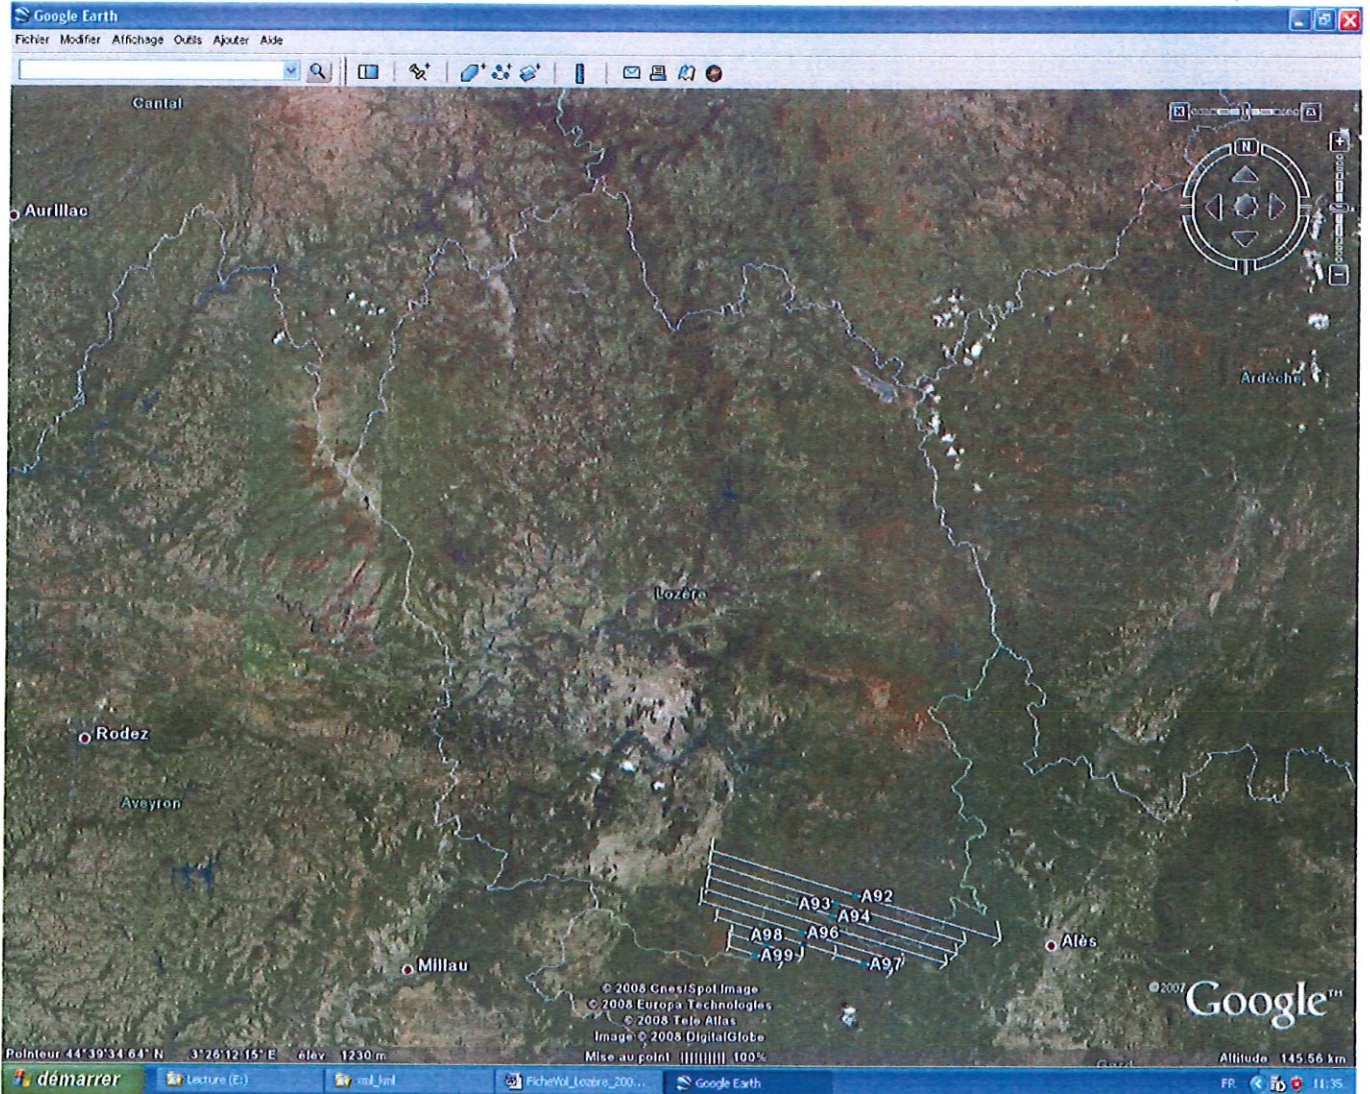 Google Earth
Fichier Modifier Affichage Outils Ajouter Aide
Cantal
N
Aurillac
Ardèche
Lozère
Rodez
Aveyron
A92
A93
A94
A96
A98
A99
A97
Alès
Millau
© 2008 Cnes/Spot Image
© 2008 Europa Technologies
© 2008 Tele Atlas
Image © 2008 DigitalGlobe
©2007 Google™
Pointeur 44°39'34.64" N 3°26'12.15" E élév 1230 m Mise au point |||||||||| 100% Altitude 145.56 km
Gard
démarrer Lecture (E:) xml_kml FicheVol_Lozere_200... Google Earth FR 11:35